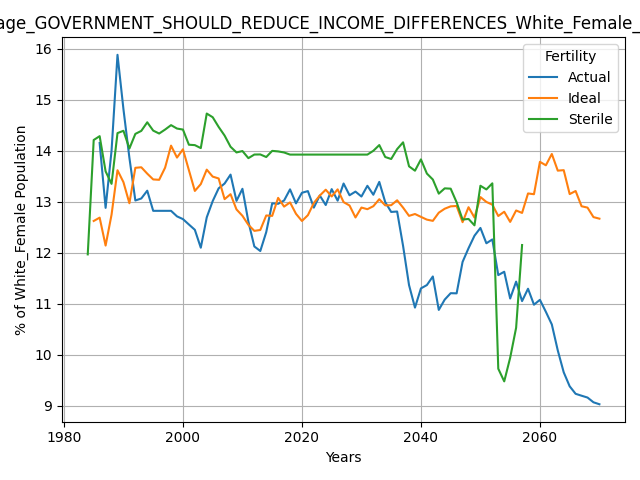 age_GOVERNMENT_SHOULD_REDUCE_INCOME_DIFFERENCES_White_Female_
Fertility
Actual
Ideal
Sterile
% of White_Female Population
16
15
14
13
12
11
10
9
1980 2000 2020 2040 2060
Years